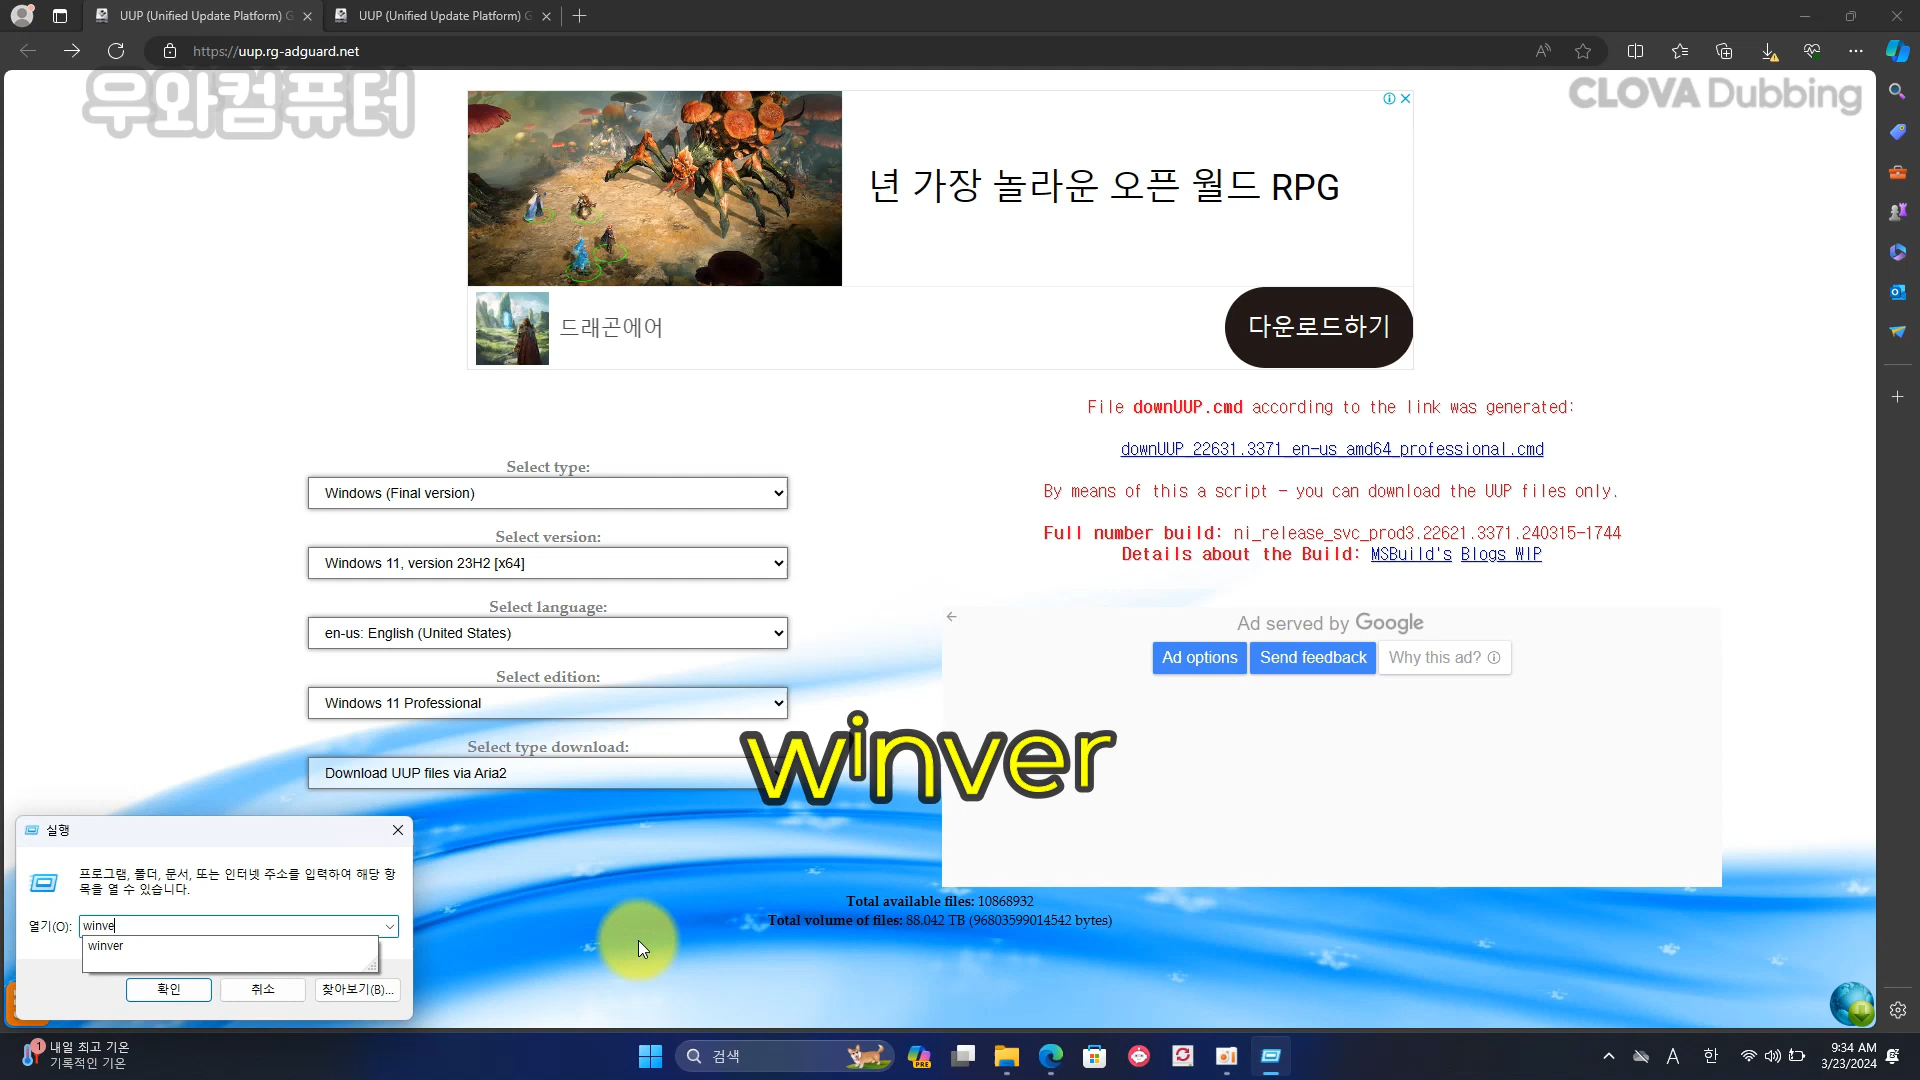 UUP (Unified Update Platform) G
UUP (Unified Update Platform) G
https://uup.rg-adguard.net
우와컴퓨터
CLOVA Dubbing
년 가장 놀라운 오픈 월드 RPG
드래곤에어
다운로드하기
File downUUP.cmd according to the link was generated:
downUUP_22631.3371_en-us_amd64_professional.cmd
By means of this a script - you can download the UUP files only.
Full number build: ni_release_svc_prod3.22621.3371.240315-1744
Details about the Build: MSBuild's Blogs WIP
Select type:
Windows (Final version)
Select version:
Windows 11, version 23H2 [x64]
Select language:
en-us: English (United States)
Select edition:
Windows 11 Professional
Select type download:
Download UUP files via Aria2
Ad served by Google
Ad options
Send feedback
Why this ad?
winver
Total available files: 10868932
Total volume of files: 88.042 TB (96803599014542 bytes)
실행
프로그램, 폴더, 문서, 또는 인터넷 주소를 입력하여 해당 항
목을 열 수 있습니다.
열기(O):
winve
winver
확인
취소
찾아보기(B)...
1
내일 최고 기온
기록적인 기온
검색
PRE
A
한
9:34 AM
3/23/2024